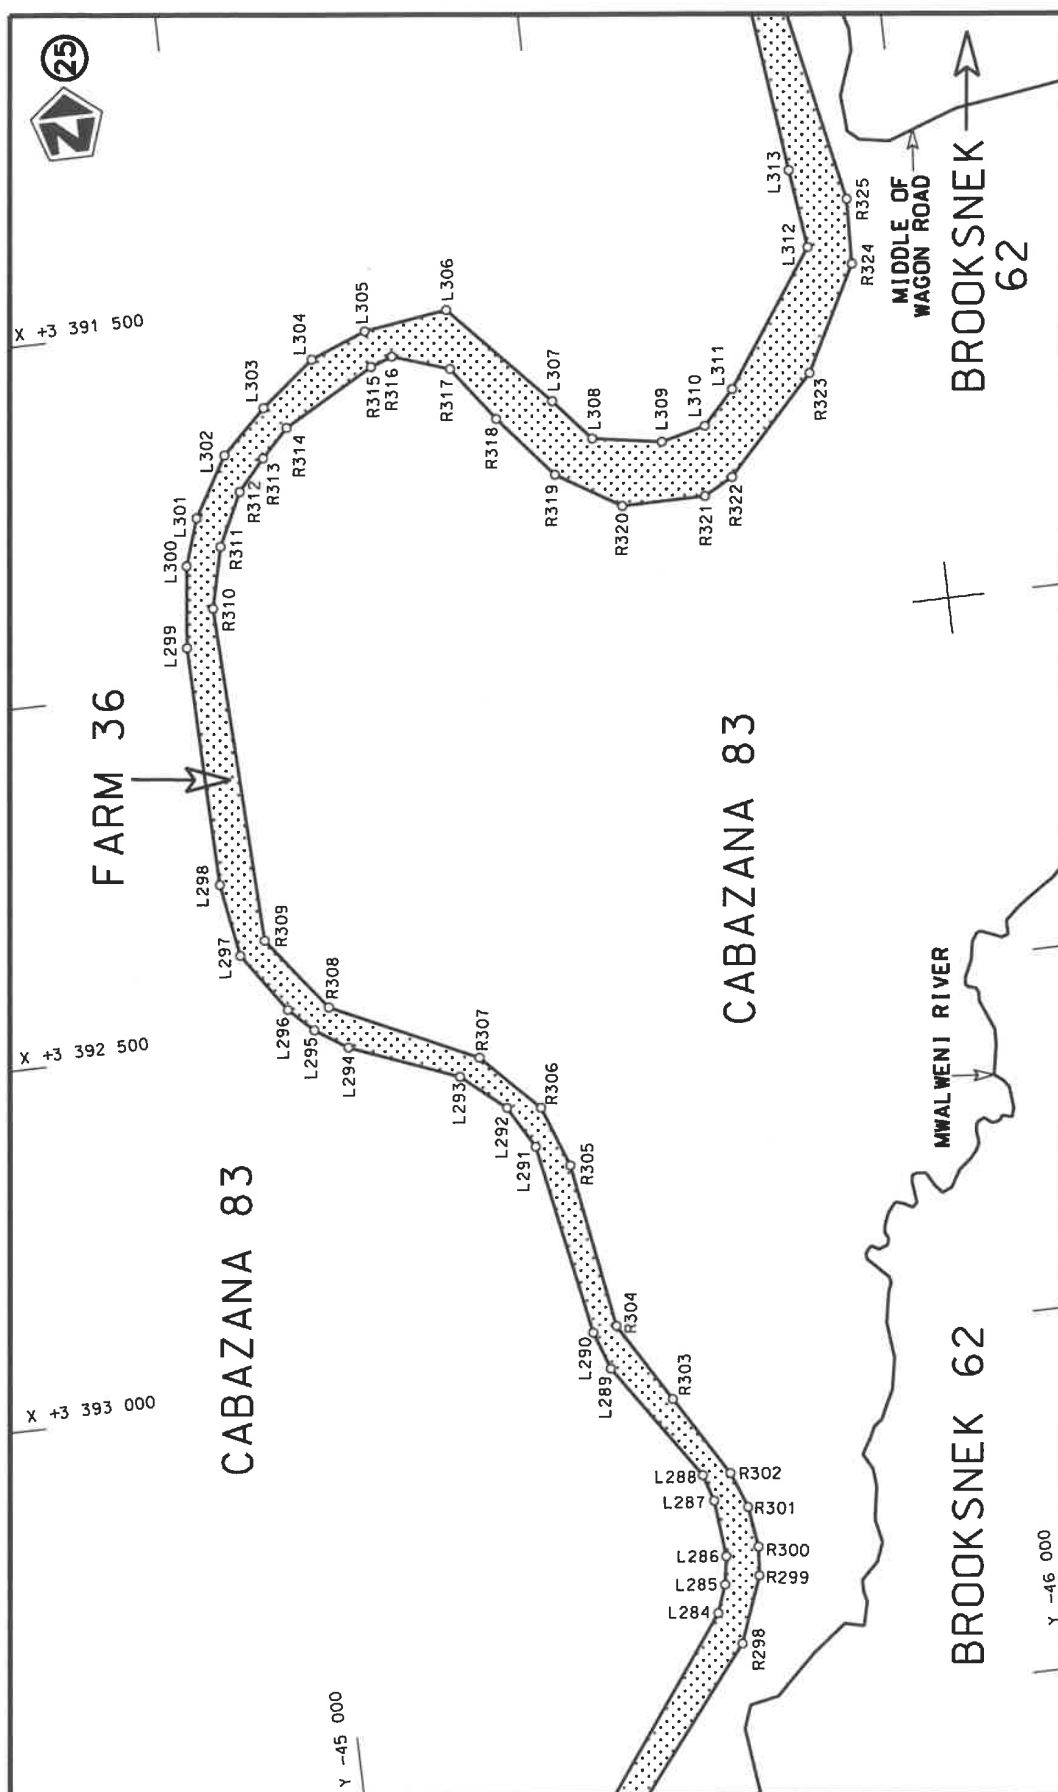 25
N
X +3 391 500
X +3 392 500
X +3 393 000
Y -45 000
Y -46 000
FARM 36
CABAZANA 83
CABAZANA 83
BROOKSNEK 62
BROOKSNEK
62
MIDDLE OF
WAGON ROAD
MWALWENI RIVER
L284
L285
L286
L287
L288
L289
L290
L291
L292
L293
L294
L295
L296
L297
L298
L299
L300
L301
L302
L303
L304
L305
L306
L307
L308
L309
L310
L311
L312
L313
R298
R299
R300
R301
R302
R303
R304
R305
R306
R307
R308
R309
R310
R311
R312
R313
R314
R315
R316
R317
R318
R319
R320
R321
R322
R323
R324
R325